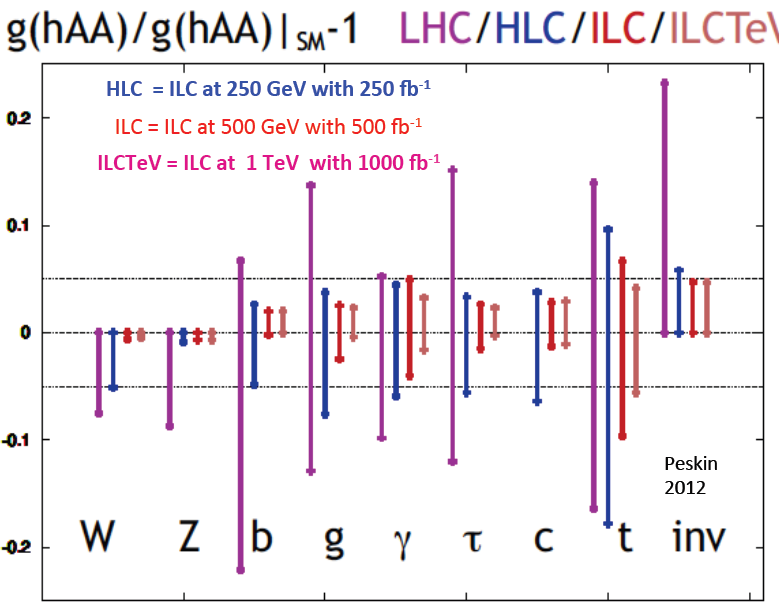 g(hAA)/g(hAA)|SM-1 LHC/HLC/ILC/ILCTeV
HLC = ILC at 250 GeV with 250 fb-1
ILC = ILC at 500 GeV with 500 fb-1
ILCTeV = ILC at 1 TeV with 1000 fb-1
0.2
0.1
0
-0.1
-0.2
Peskin
2012
W Z b g γ τ c t inv